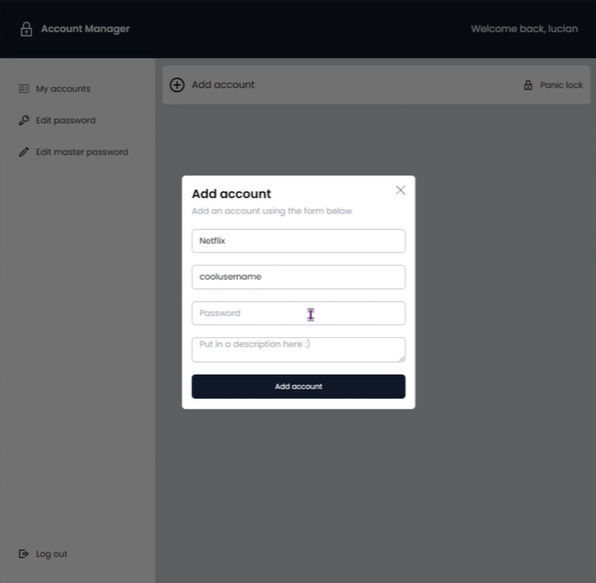 Account Manager
Welcome back, lucian
My accounts
Edit password
Edit master password
Add account
Panic lock
Add account
Add an account using the form below
Netflix
coolusername
Password
Put in a description here :)
Add account
Log out